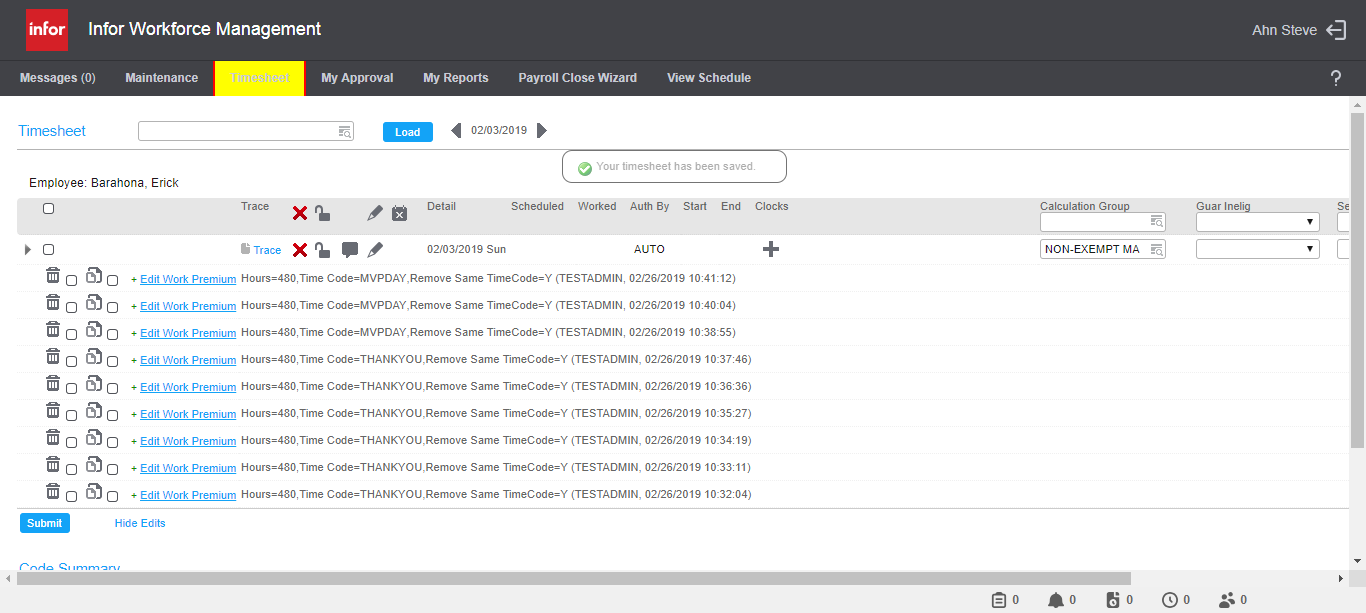 infor Infor Workforce Management Ahn Steve
Messages (0) Maintenance Timesheet My Approval My Reports Payroll Close Wizard View Schedule ?
Timesheet Load 02/03/2019
Your timesheet has been saved.
Employee: Barahona, Erick
Trace Detail Scheduled Worked Auth By Start End Clocks Calculation Group Guar Inelig Se
Trace 02/03/2019 Sun AUTO NON-EXEMPT MA
+ Edit Work Premium Hours=480,Time Code=MVPDAY,Remove Same TimeCode=Y (TESTADMIN, 02/26/2019 10:41:12)
+ Edit Work Premium Hours=480,Time Code=MVPDAY,Remove Same TimeCode=Y (TESTADMIN, 02/26/2019 10:40:04)
+ Edit Work Premium Hours=480,Time Code=MVPDAY,Remove Same TimeCode=Y (TESTADMIN, 02/26/2019 10:38:55)
+ Edit Work Premium Hours=480,Time Code=THANKYOU,Remove Same TimeCode=Y (TESTADMIN, 02/26/2019 10:37:46)
+ Edit Work Premium Hours=480,Time Code=THANKYOU,Remove Same TimeCode=Y (TESTADMIN, 02/26/2019 10:36:36)
+ Edit Work Premium Hours=480,Time Code=THANKYOU,Remove Same TimeCode=Y (TESTADMIN, 02/26/2019 10:35:27)
+ Edit Work Premium Hours=480,Time Code=THANKYOU,Remove Same TimeCode=Y (TESTADMIN, 02/26/2019 10:34:19)
+ Edit Work Premium Hours=480,Time Code=THANKYOU,Remove Same TimeCode=Y (TESTADMIN, 02/26/2019 10:33:11)
+ Edit Work Premium Hours=480,Time Code=THANKYOU,Remove Same TimeCode=Y (TESTADMIN, 02/26/2019 10:32:04)
Submit Hide Edits
Code Summary
0 0 0 0 0